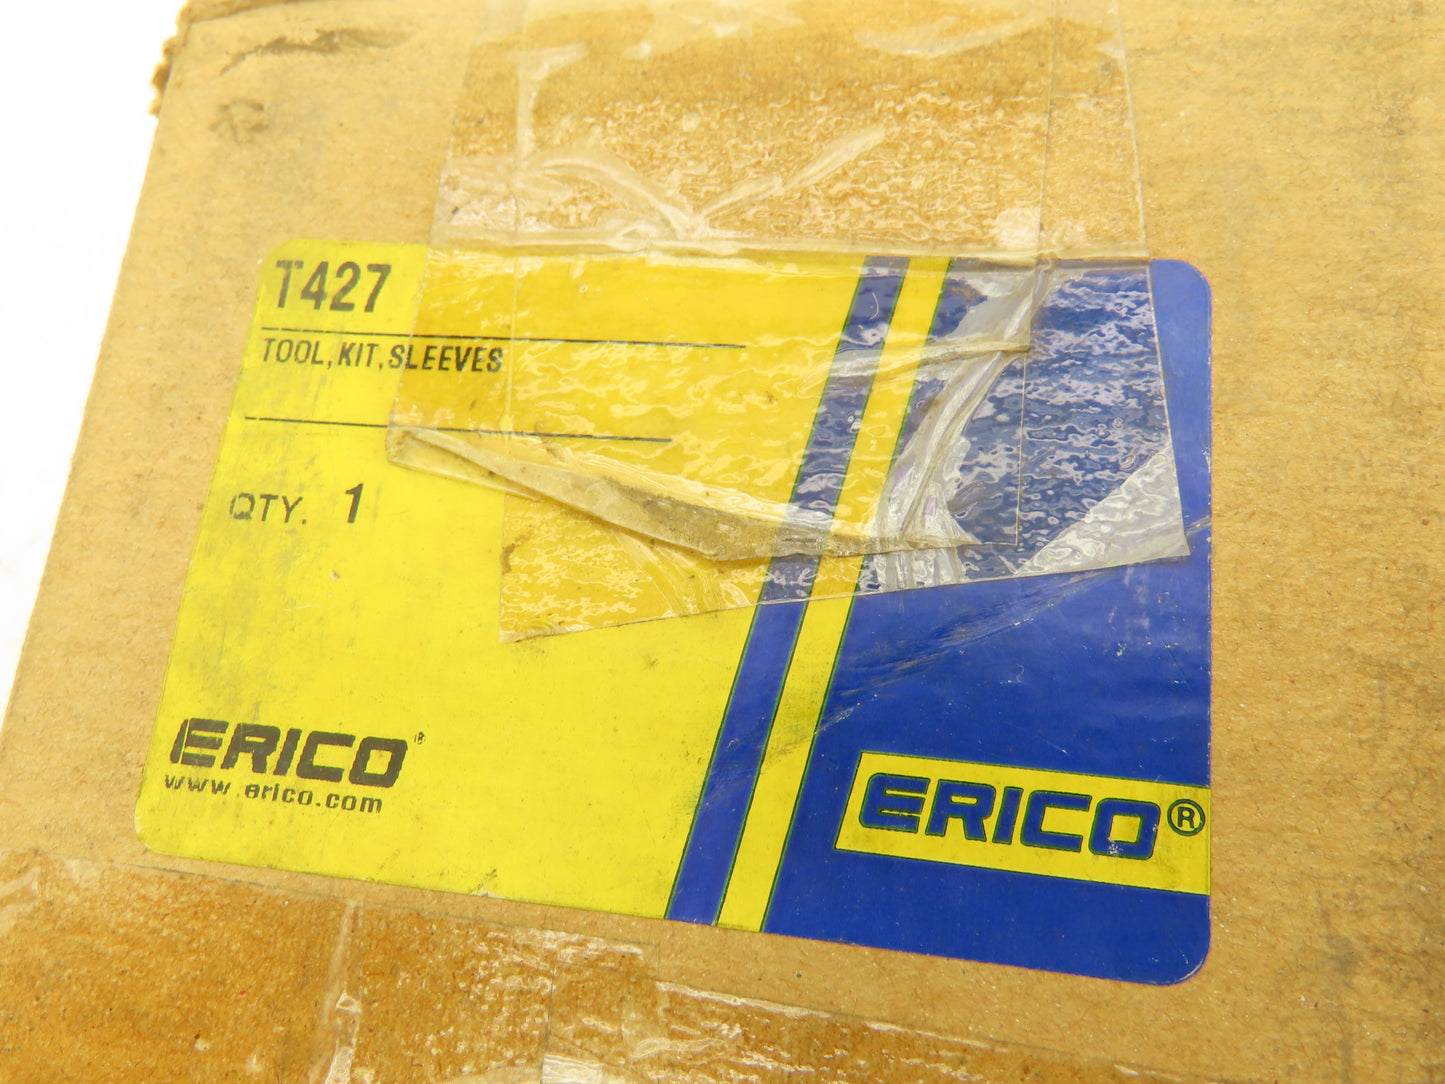 T427
TOOL, KIT, SLEEVES
QTY. 1
ERICO®
www.erico.com
ERICO®